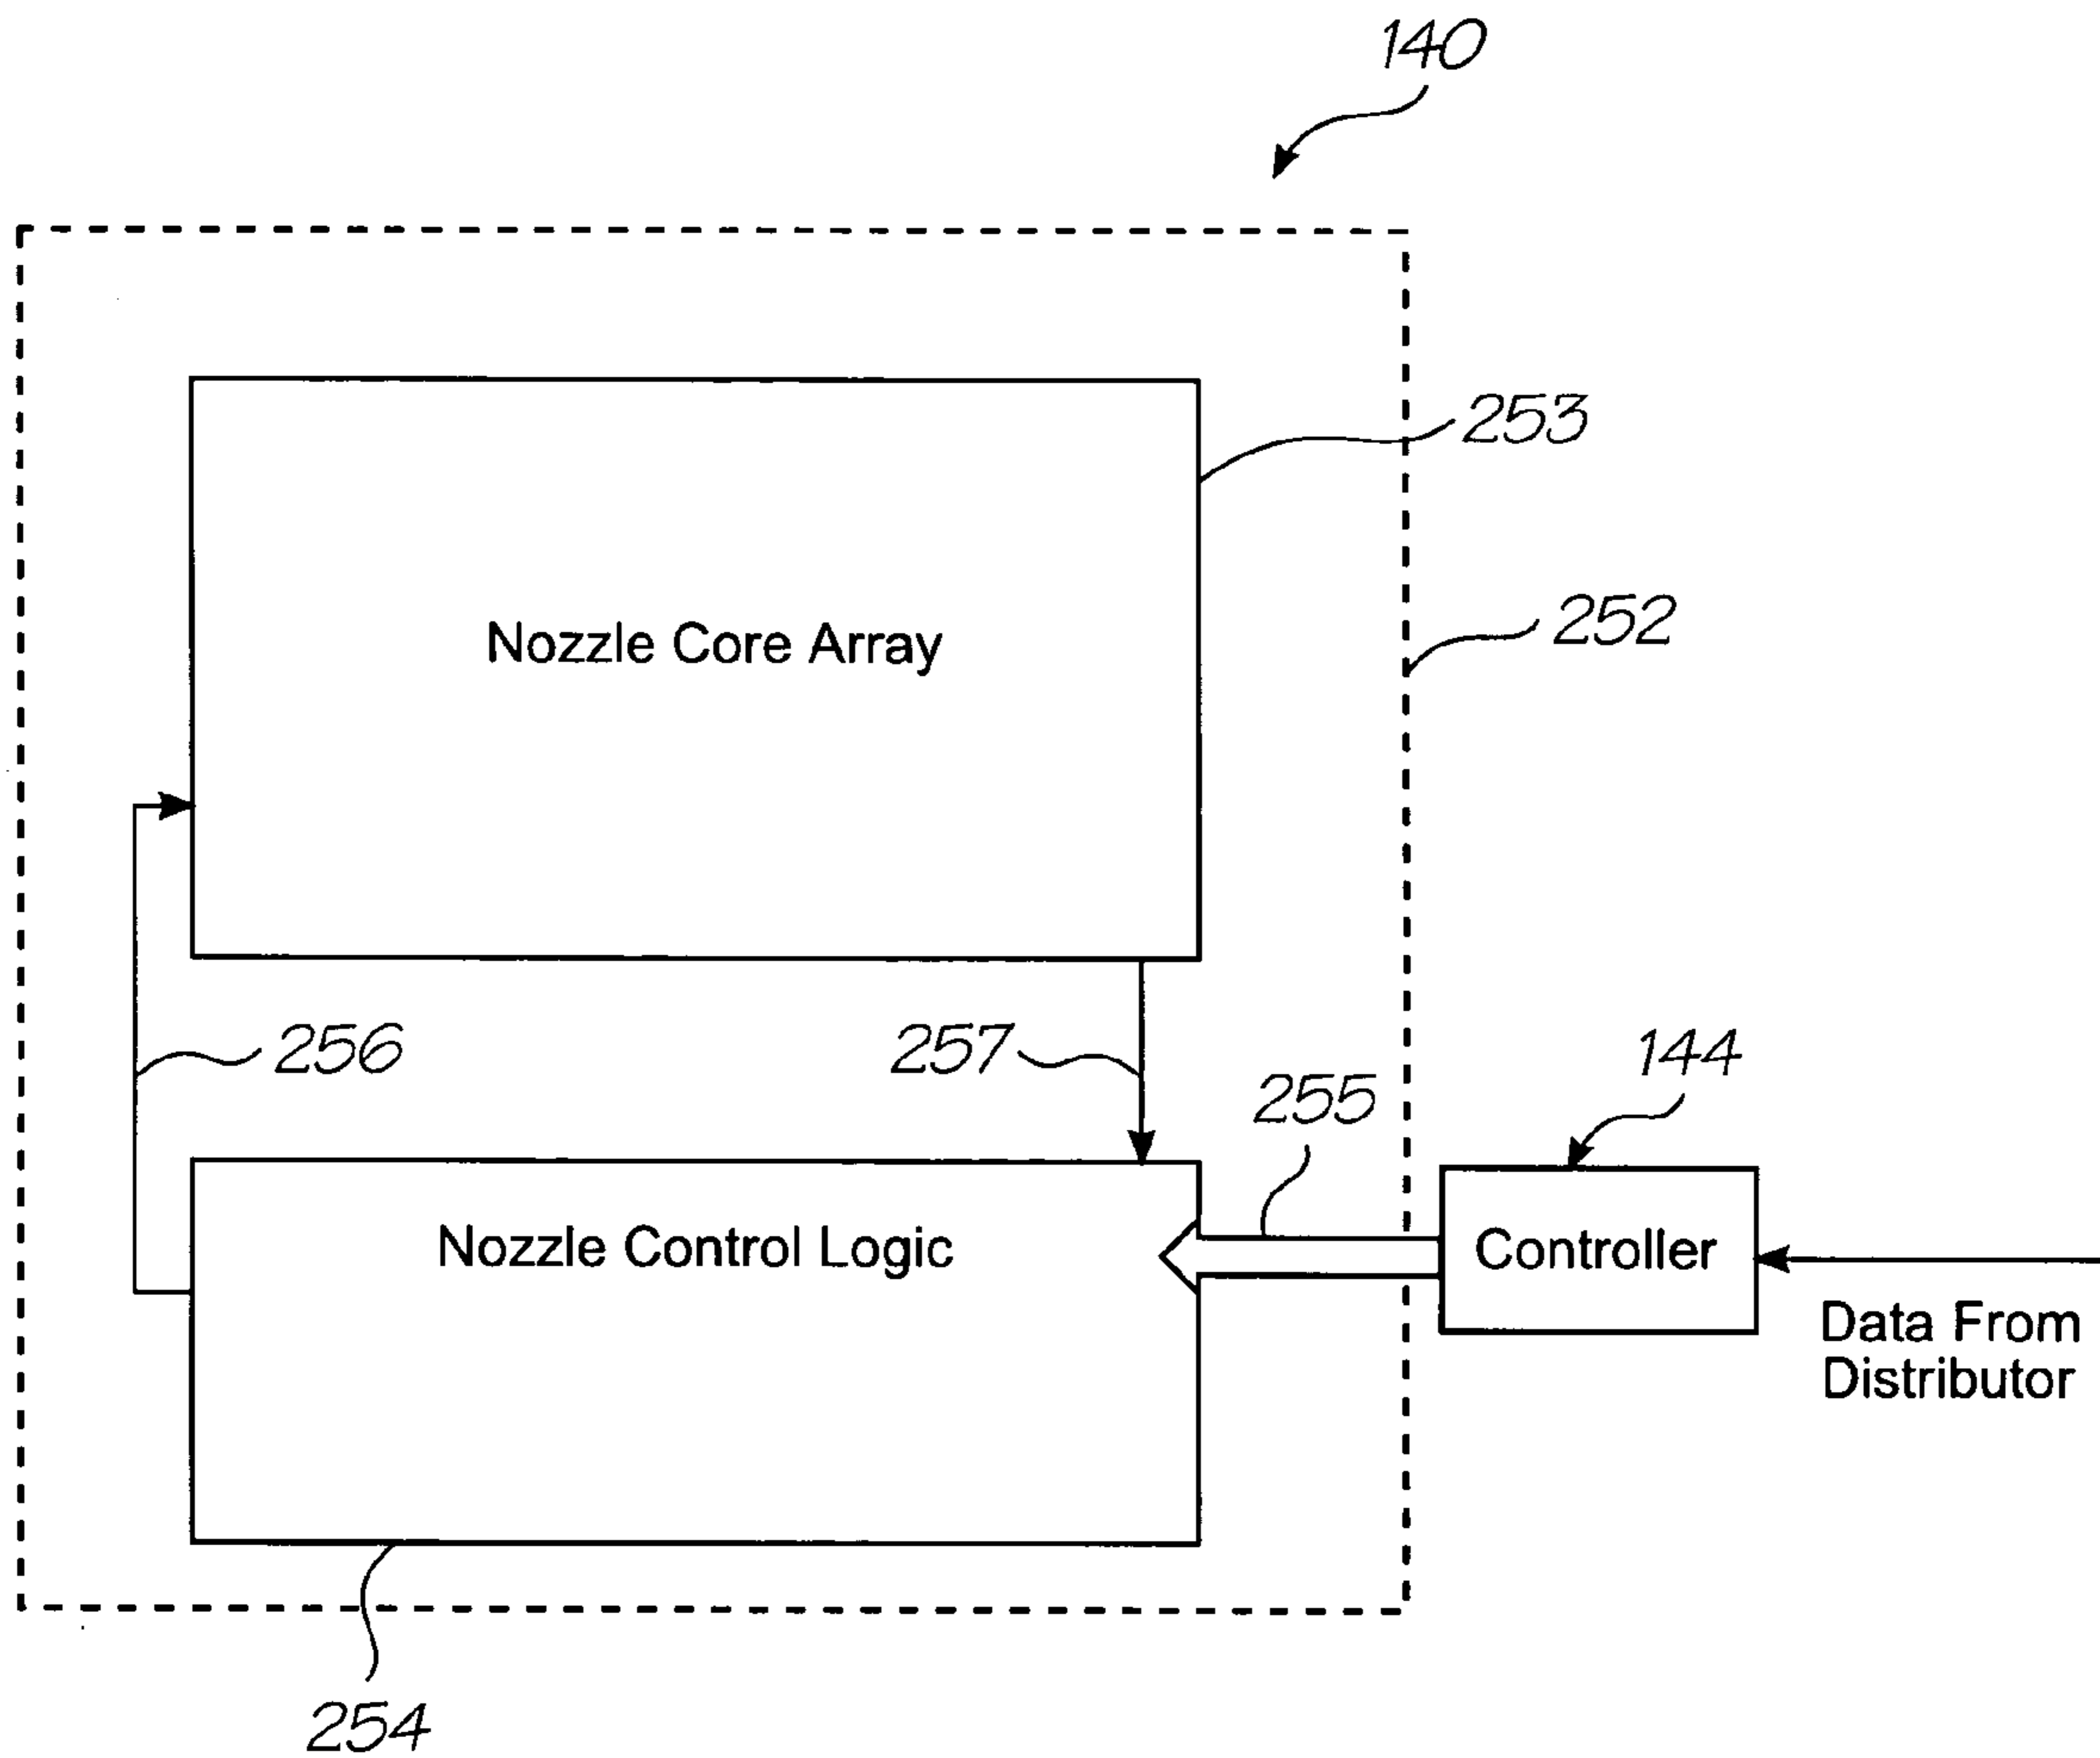 140
253
Nozzle Core Array
252
256
257
144
255
Nozzle Control Logic
Controller
Data From
Distributor
254